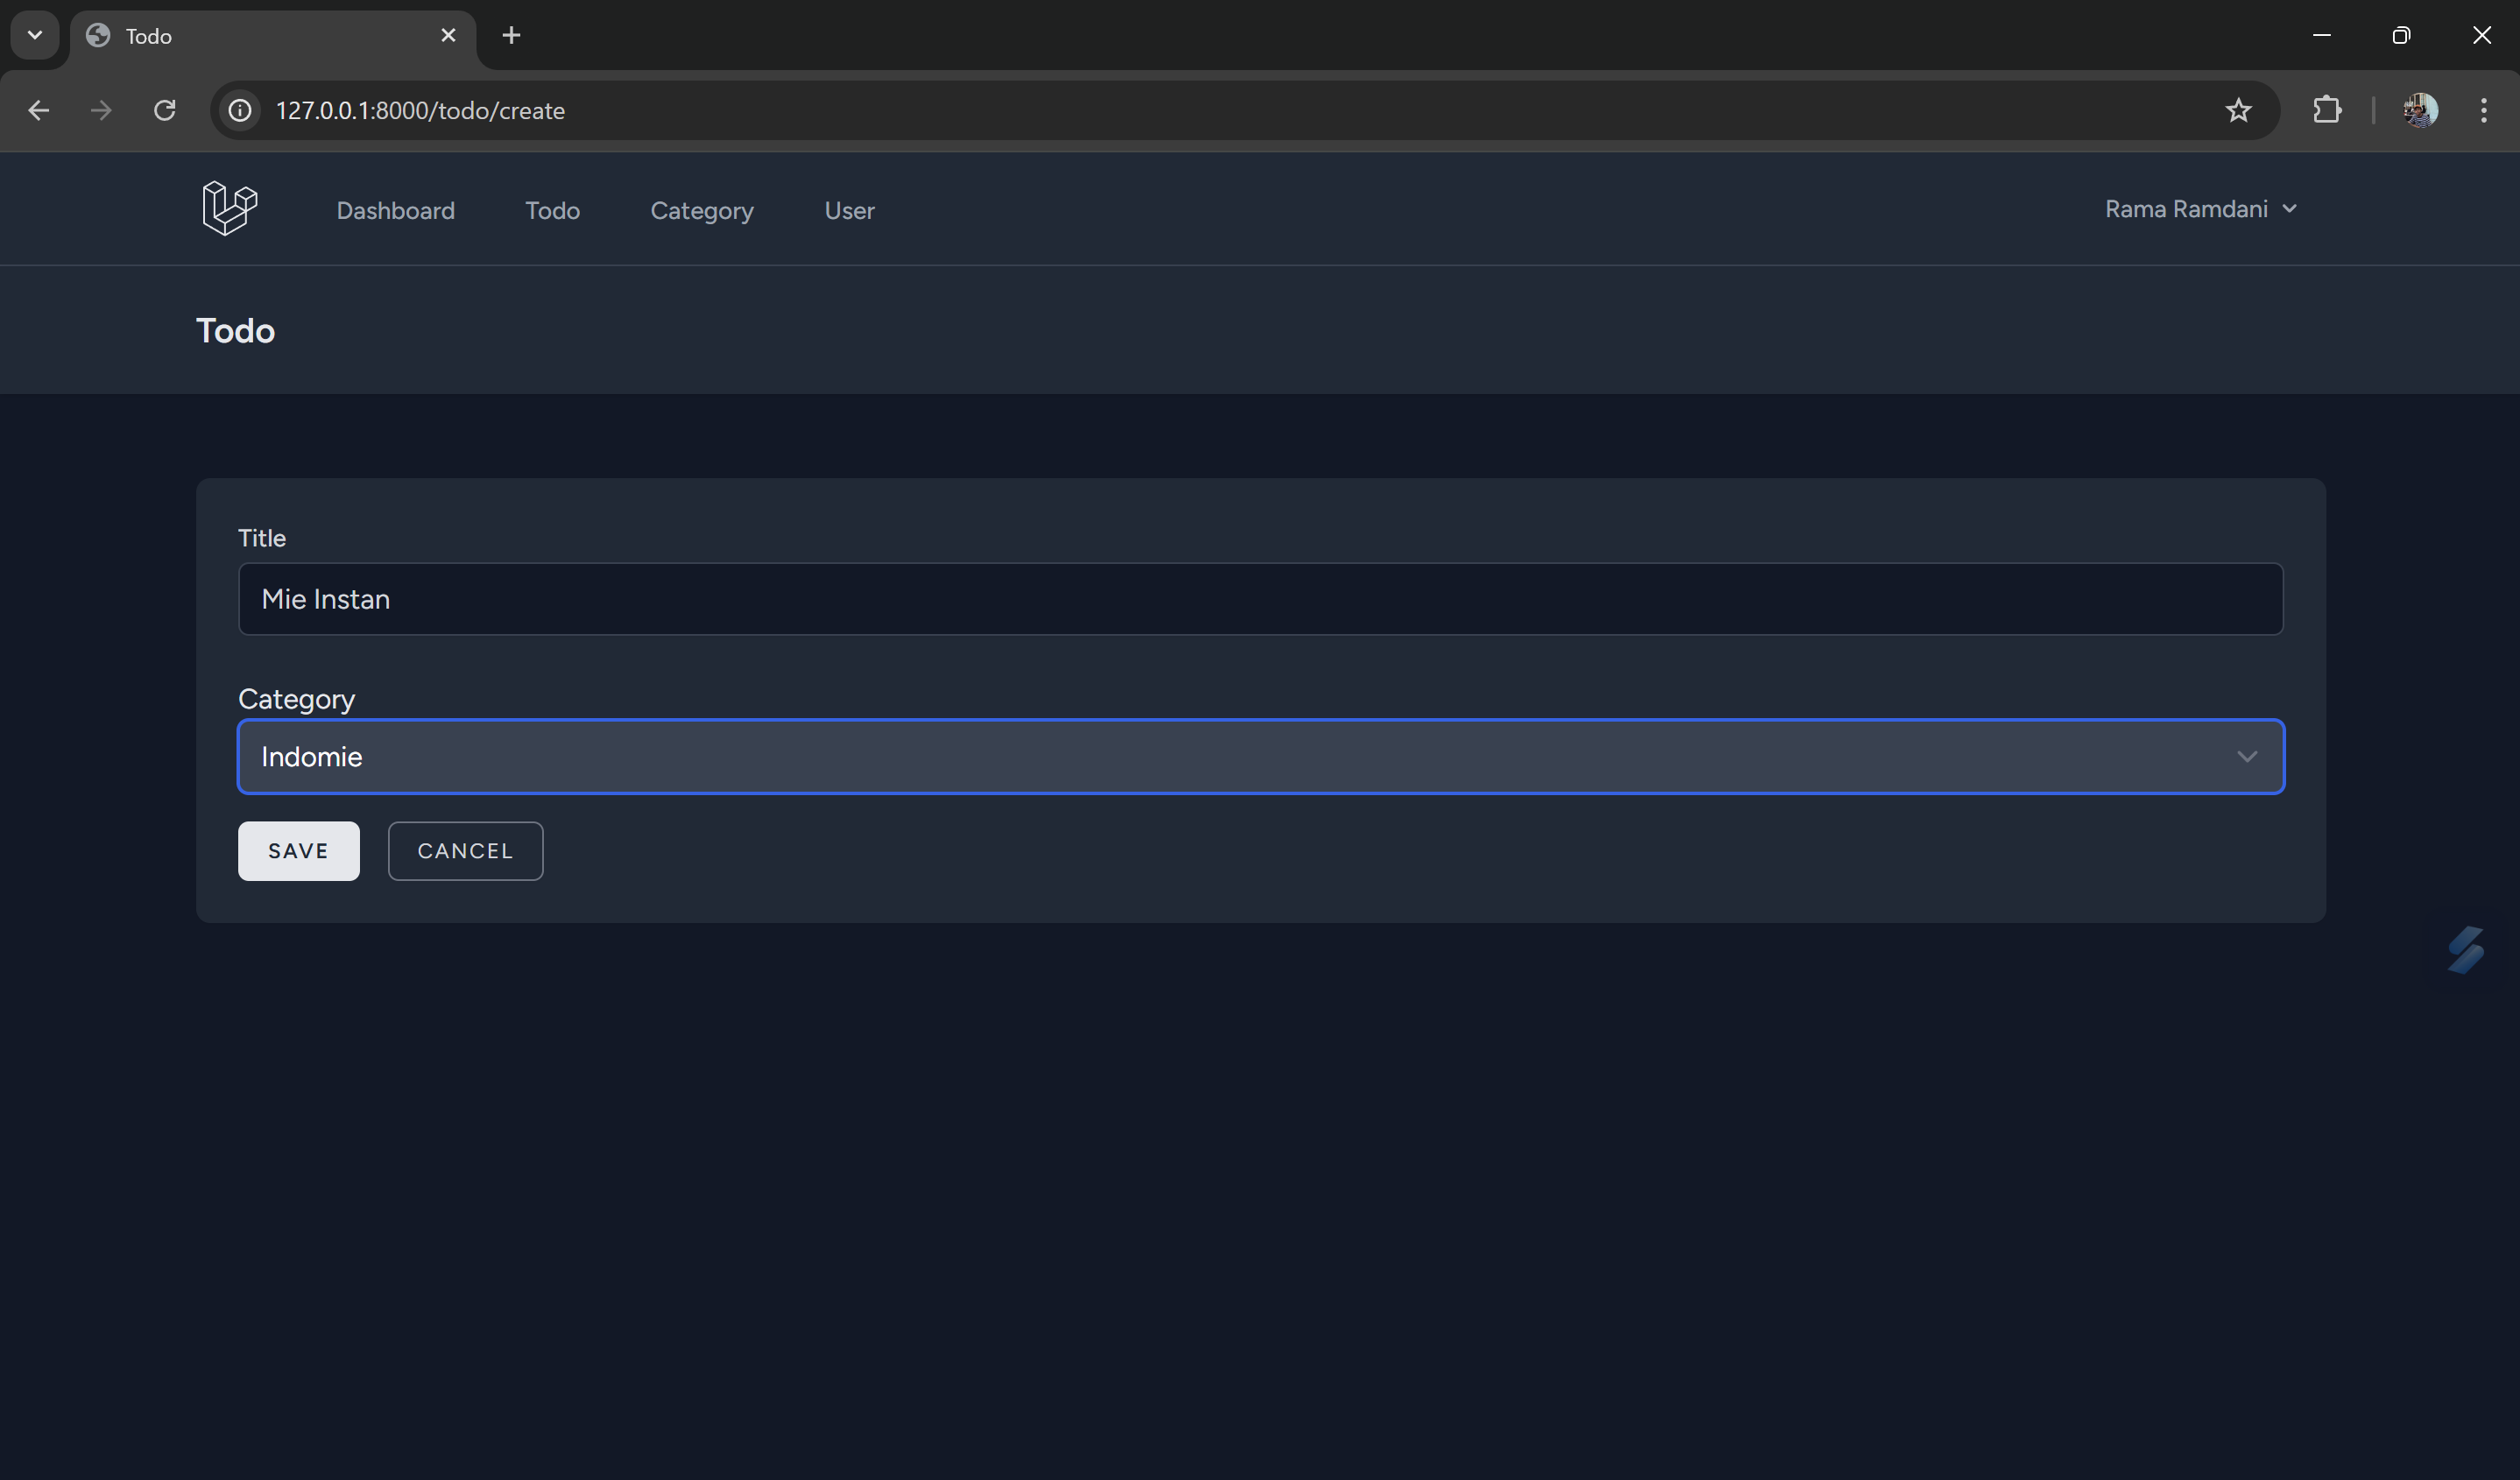 Todo
127.0.0.1:8000/todo/create
Dashboard Todo Category User Rama Ramdani
Todo
Title
Mie Instan
Category
Indomie
SAVE CANCEL